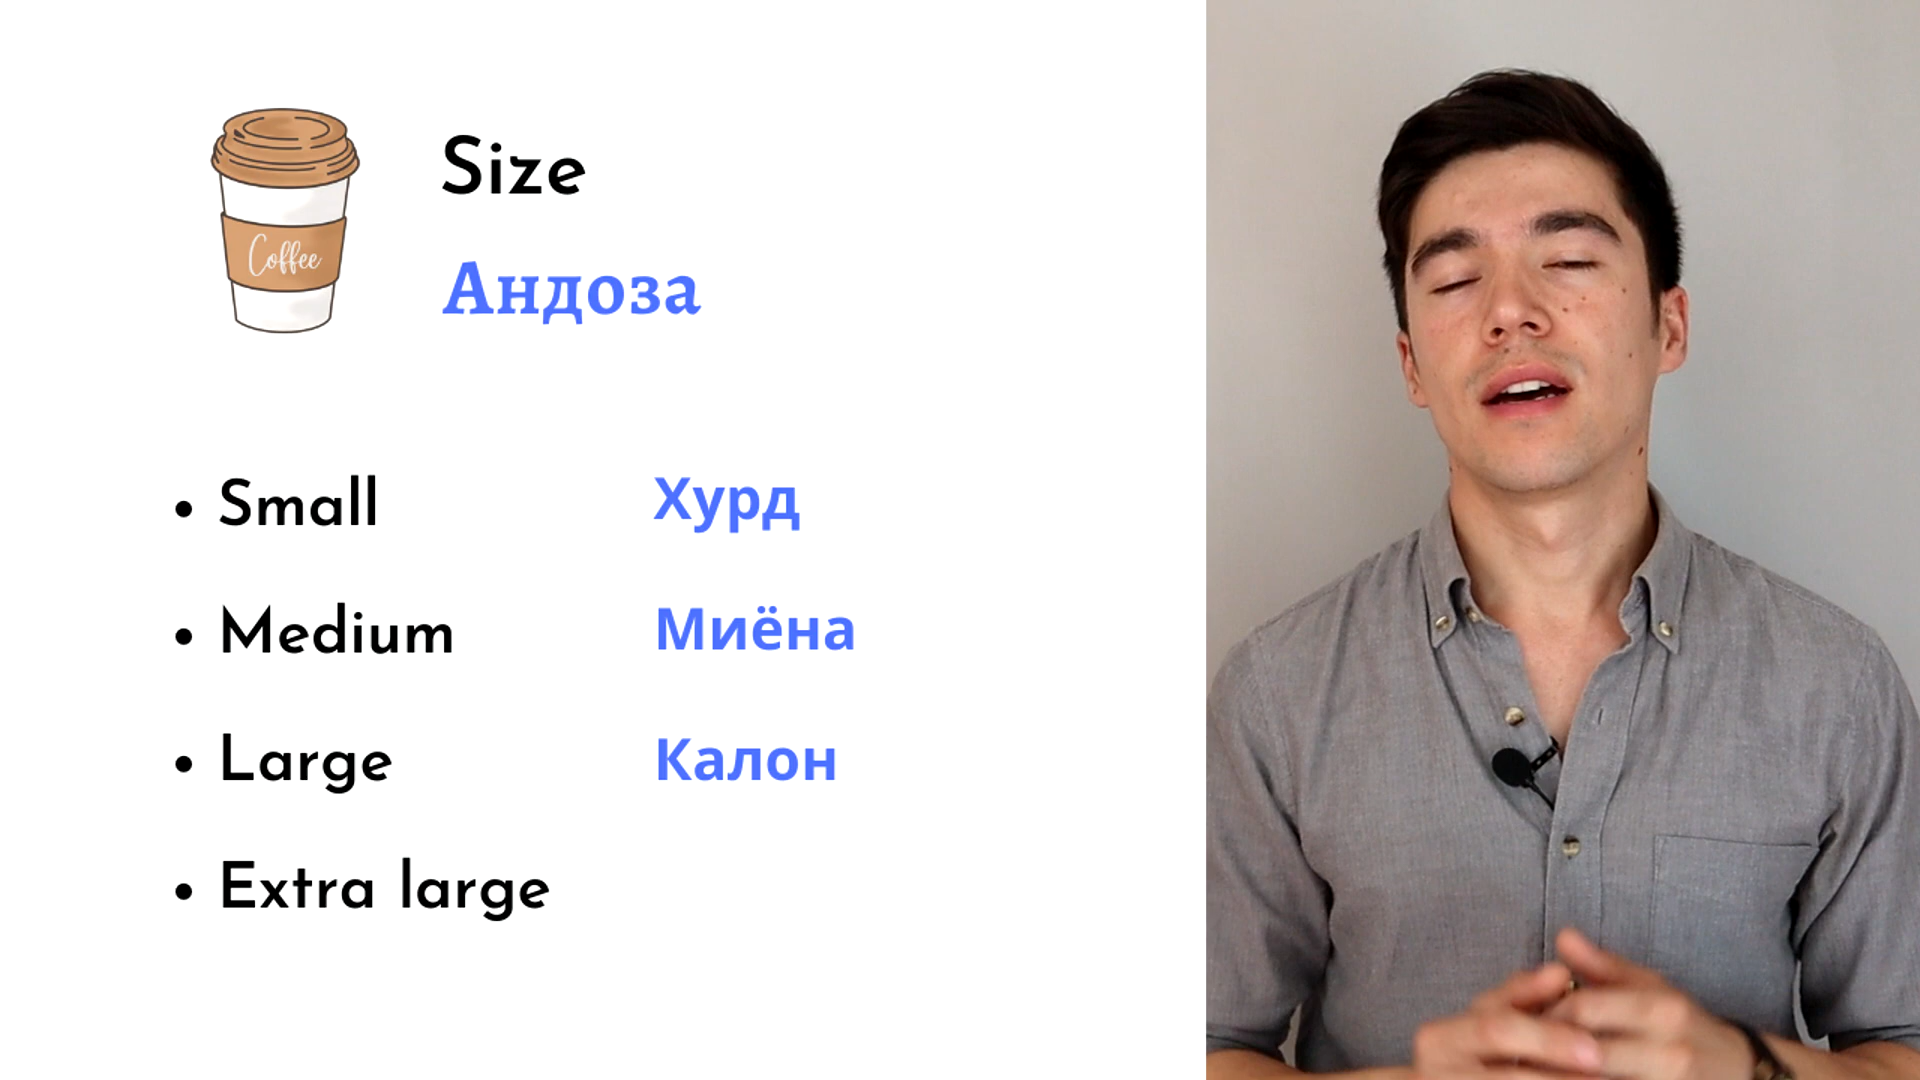 Coffee
Size
Андоза
Small Хурд
Medium Миёна
Large Калон
Extra large